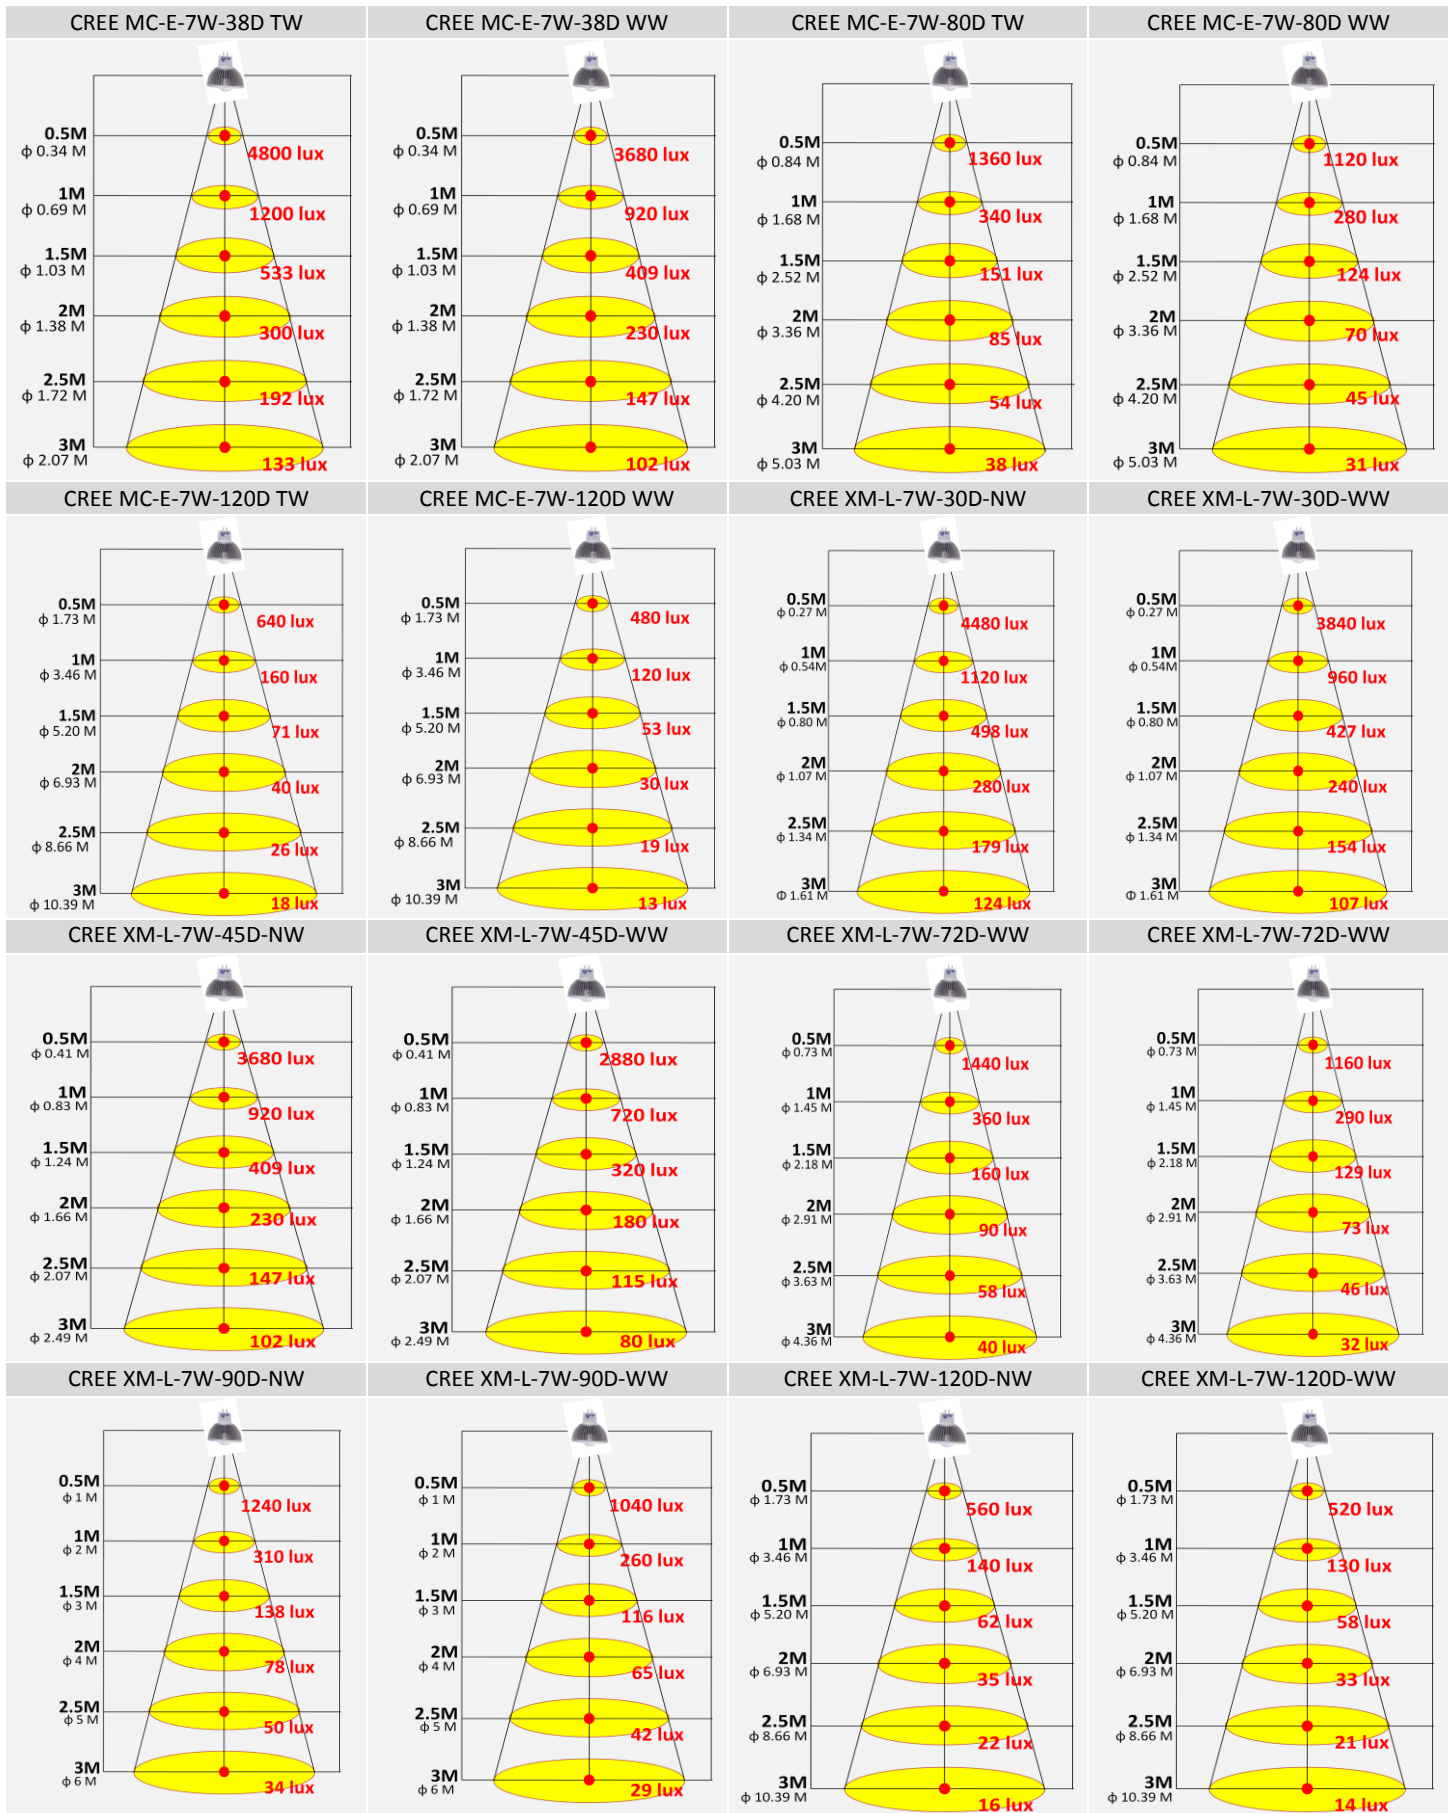 CREE MC-E-7W-38D TW
0.5M
ф 0.34 M
4800 lux
1M
ф 0.69 M
1200 lux
1.5M
ф 1.03 M
533 lux
2M
ф 1.38 M
300 lux
2.5M
ф 1.72 M
192 lux
3M
ф 2.07 M
133 lux
CREE MC-E-7W-38D WW
0.5M
ф 0.34 M
3680 lux
1M
ф 0.69 M
920 lux
1.5M
ф 1.03 M
409 lux
2M
ф 1.38 M
230 lux
2.5M
ф 1.72 M
147 lux
3M
ф 2.07 M
102 lux
CREE MC-E-7W-80D TW
0.5M
ф 0.84 M
1360 lux
1M
ф 1.68 M
340 lux
1.5M
ф 2.52 M
151 lux
2M
ф 3.36 M
85 lux
2.5M
ф 4.20 M
54 lux
3M
ф 5.03 M
38 lux
CREE MC-E-7W-80D WW
0.5M
ф 0.84 M
1120 lux
1M
ф 1.68 M
280 lux
1.5M
ф 2.52 M
124 lux
2M
ф 3.36 M
70 lux
2.5M
ф 4.20 M
45 lux
3M
ф 5.03 M
31 lux
CREE MC-E-7W-120D TW
0.5M
ф 1.73 M
640 lux
1M
ф 3.46 M
160 lux
1.5M
ф 5.20 M
71 lux
2M
ф 6.93 M
40 lux
2.5M
ф 8.66 M
26 lux
3M
ф 10.39 M
18 lux
CREE MC-E-7W-120D WW
0.5M
ф 1.73 M
480 lux
1M
ф 3.46 M
120 lux
1.5M
ф 5.20 M
53 lux
2M
ф 6.93 M
30 lux
2.5M
ф 8.66 M
19 lux
3M
ф 10.39 M
13 lux
CREE XM-L-7W-30D-NW
0.5M
ф 0.27 M
4480 lux
1M
ф 0.54M
1120 lux
1.5M
ф 0.80 M
498 lux
2M
ф 1.07 M
280 lux
2.5M
ф 1.34 M
179 lux
3M
ф 1.61 M
124 lux
CREE XM-L-7W-30D-WW
0.5M
ф 0.27 M
3840 lux
1M
ф 0.54M
960 lux
1.5M
ф 0.80 M
427 lux
2M
ф 1.07 M
240 lux
2.5M
ф 1.34 M
154 lux
3M
ф 1.61 M
107 lux
CREE XM-L-7W-45D-NW
0.5M
ф 0.41 M
3680 lux
1M
ф 0.83 M
920 lux
1.5M
ф 1.24 M
409 lux
2M
ф 1.66 M
230 lux
2.5M
ф 2.07 M
147 lux
3M
ф 2.49 M
102 lux
CREE XM-L-7W-45D-WW
0.5M
ф 0.41 M
2880 lux
1M
ф 0.83 M
720 lux
1.5M
ф 1.24 M
320 lux
2M
ф 1.66 M
180 lux
2.5M
ф 2.07 M
115 lux
3M
ф 2.49 M
80 lux
CREE XM-L-7W-72D-WW
0.5M
ф 0.73 M
1440 lux
1M
ф 1.45 M
360 lux
1.5M
ф 2.18 M
160 lux
2M
ф 2.91 M
90 lux
2.5M
ф 3.63 M
58 lux
3M
ф 4.36 M
40 lux
CREE XM-L-7W-72D-WW
0.5M
ф 0.73 M
1160 lux
1M
ф 1.45 M
290 lux
1.5M
ф 2.18 M
129 lux
2M
ф 2.91 M
73 lux
2.5M
ф 3.63 M
46 lux
3M
ф 4.36 M
32 lux
CREE XM-L-7W-90D-NW
0.5M
ф 1 M
1240 lux
1M
ф 2 M
310 lux
1.5M
ф 3 M
138 lux
2M
ф 4 M
78 lux
2.5M
ф 5 M
50 lux
3M
ф 6 M
34 lux
CREE XM-L-7W-90D-WW
0.5M
ф 1 M
1040 lux
1M
ф 2 M
260 lux
1.5M
ф 3 M
116 lux
2M
ф 4 M
65 lux
2.5M
ф 5 M
42 lux
3M
ф 6 M
29 lux
CREE XM-L-7W-120D-NW
0.5M
ф 1.73 M
560 lux
1M
ф 3.46 M
140 lux
1.5M
ф 5.20 M
62 lux
2M
ф 6.93 M
35 lux
2.5M
ф 8.66 M
22 lux
3M
ф 10.39 M
16 lux
CREE XM-L-7W-120D-WW
0.5M
ф 1.73 M
520 lux
1M
ф 3.46 M
130 lux
1.5M
ф 5.20 M
58 lux
2M
ф 6.93 M
33 lux
2.5M
ф 8.66 M
21 lux
3M
ф 10.39 M
14 lux